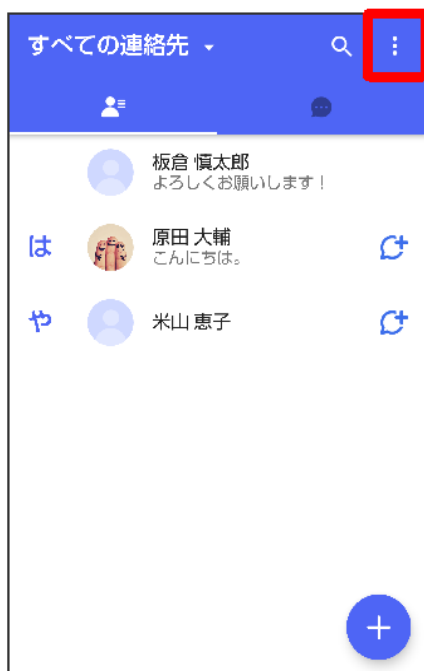 すべての連絡先
板倉 慎太郎
よろしくお願いします！
は
原田 大輔
こんにちは。
や
米山 恵子